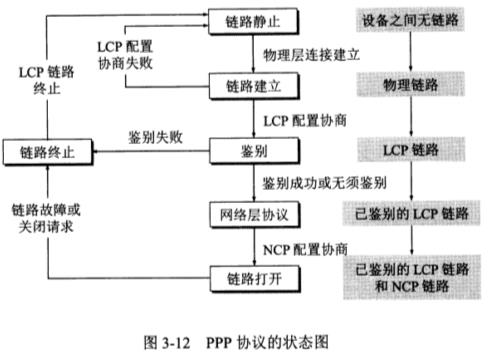 链路静止
设备之间无链路
LCP 配置
协商失败
物理层连接建立
LCP 链路
终止
链路建立
物理链路
LCP 配置协商
鉴别失败
链路终止
鉴别
LCP 链路
鉴别成功或无须鉴别
链路故障或
关闭请求
网络层协议
已鉴别的 LCP 链路
NCP 配置协商
链路打开
已鉴别的 LCP 链路
和 NCP 链路
图 3-12 PPP 协议的状态图